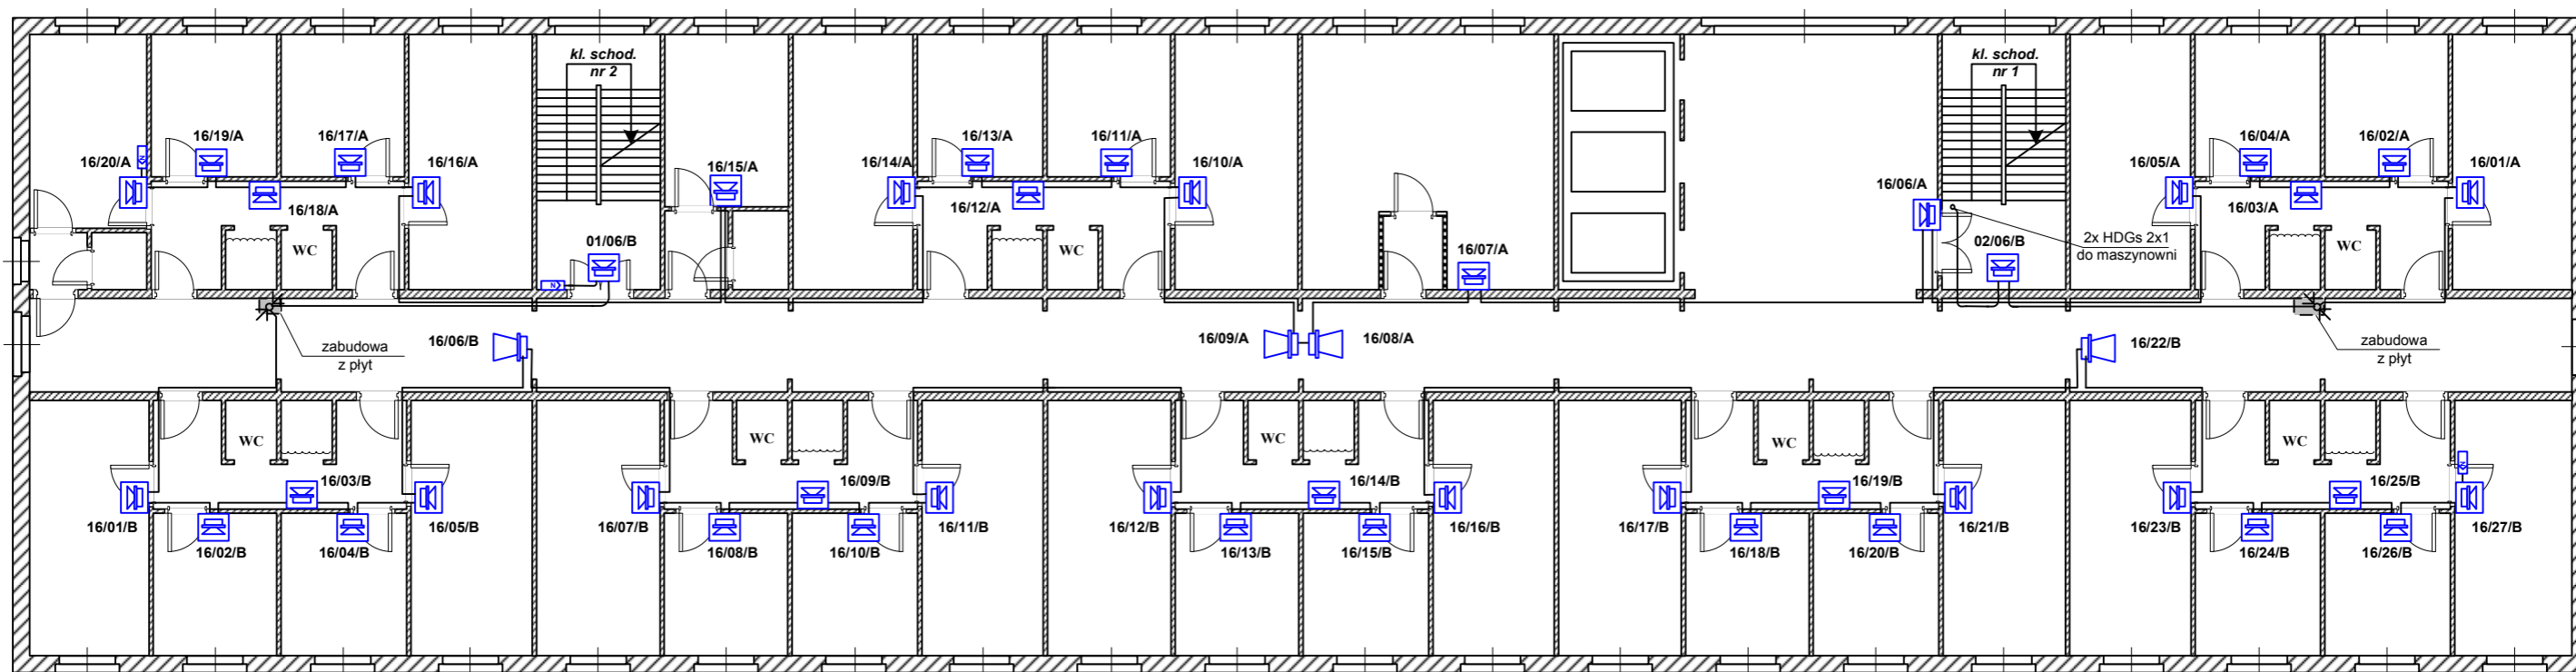 kl. schod.
nr 2
kl. schod.
nr 1
16/19/A
16/17/A
16/13/A
16/11/A
16/04/A
16/02/A
16/20/A
16/16/A
16/15/A
16/14/A
16/10/A
16/05/A
16/01/A
16/06/A
16/18/A
16/12/A
16/03/A
WC
01/06/B
WC
16/07/A
02/06/B
2x HDGs 2x1
do maszynowni
WC
N
zabudowa
z płyt
16/06/B
16/09/A
16/08/A
16/22/B
zabudowa
z płyt
WC
WC
WC
WC
WC
16/03/B
16/09/B
16/14/B
16/19/B
16/25/B
16/01/B
16/05/B
16/07/B
16/11/B
16/12/B
16/16/B
16/17/B
16/21/B
16/23/B
16/27/B
16/02/B
16/04/B
16/08/B
16/10/B
16/13/B
16/15/B
16/18/B
16/20/B
16/24/B
16/26/B